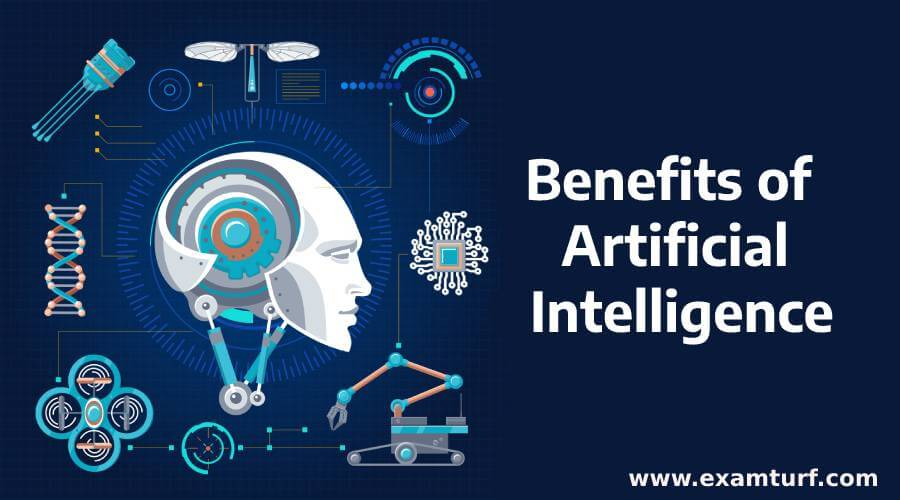 Benefits of
Artificial
Intelligence
www.examturf.com